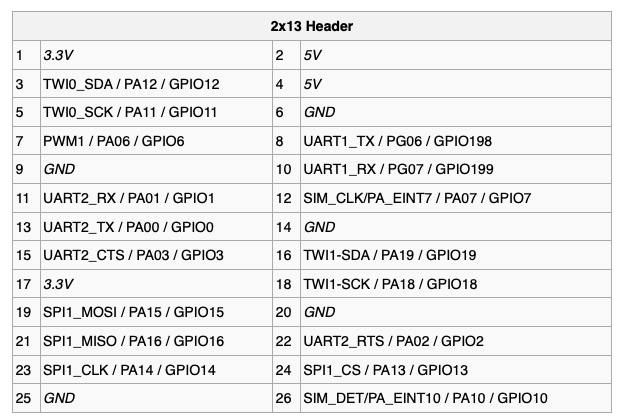 2x13 Header
1 3.3V 2 5V
3 TWI0_SDA / PA12 / GPIO12 4 5V
5 TWI0_SCK / PA11 / GPIO11 6 GND
7 PWM1 / PA06 / GPIO6 8 UART1_TX / PG06 / GPIO198
9 GND 10 UART1_RX / PG07 / GPIO199
11 UART2_RX / PA01 / GPIO1 12 SIM_CLK/PA_EINT7 / PA07 / GPIO7
13 UART2_TX / PA00 / GPIO0 14 GND
15 UART2_CTS / PA03 / GPIO3 16 TWI1-SDA / PA19 / GPIO19
17 3.3V 18 TWI1-SCK / PA18 / GPIO18
19 SPI1_MOSI / PA15 / GPIO15 20 GND
21 SPI1_MISO / PA16 / GPIO16 22 UART2_RTS / PA02 / GPIO2
23 SPI1_CLK / PA14 / GPIO14 24 SPI1_CS / PA13 / GPIO13
25 GND 26 SIM_DET/PA_EINT10 / PA10 / GPIO10